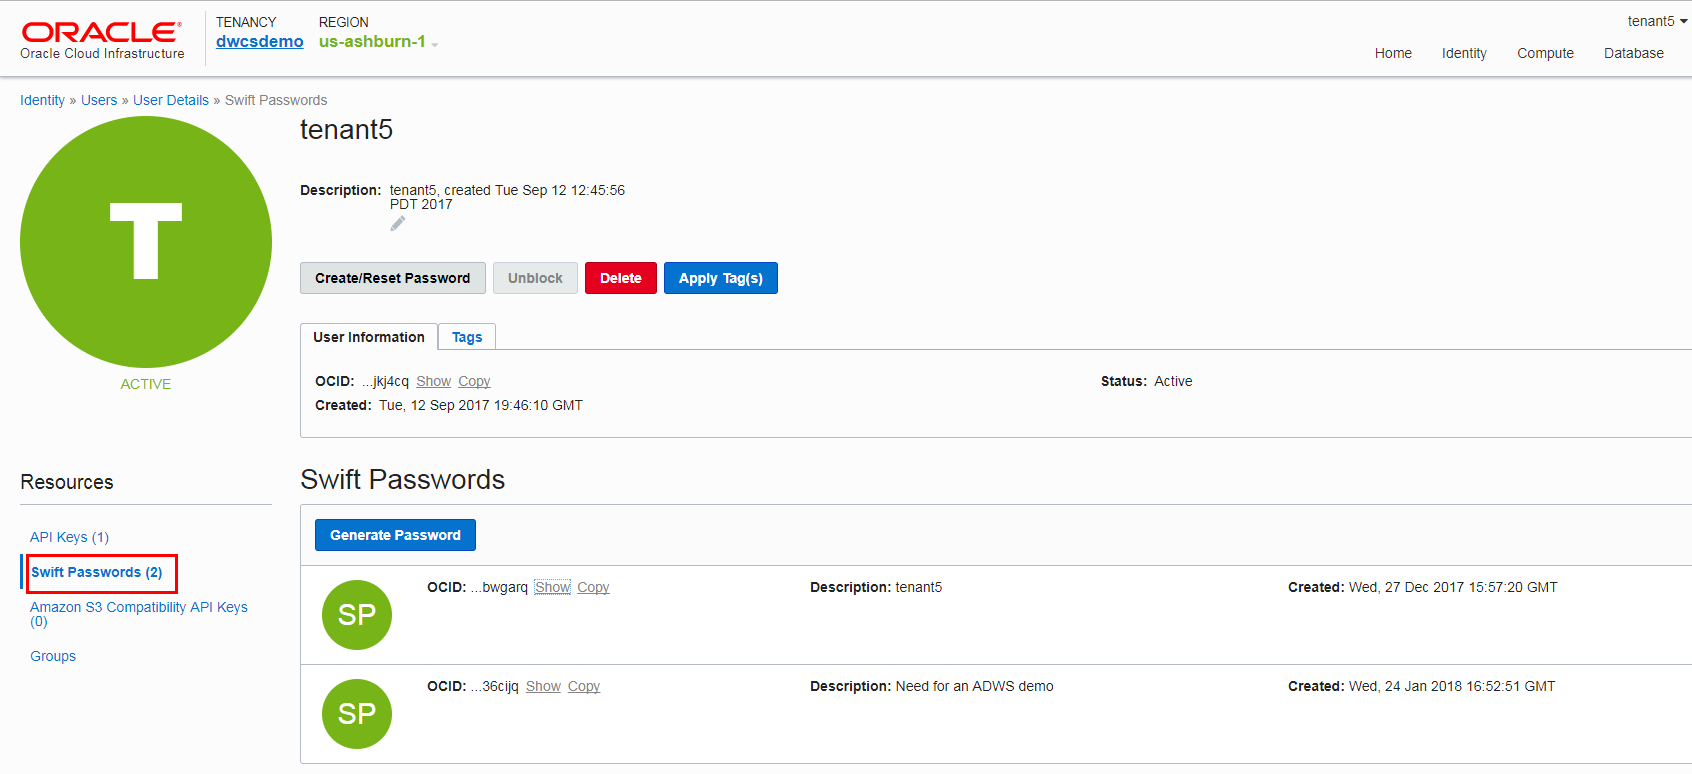 ORACLE®
Oracle Cloud Infrastructure
TENANCY
dwcsdemo
REGION
us-ashburn-1
tenant5
Home Identity Compute Database
Identity » Users » User Details » Swift Passwords
T
ACTIVE
tenant5
Description: tenant5, created Tue Sep 12 12:45:56
PDT 2017
Create/Reset Password Unblock Delete Apply Tag(s)
User Information Tags
OCID: ...jkj4cq Show Copy Status: Active
Created: Tue, 12 Sep 2017 19:46:10 GMT
Resources
API Keys (1)
Swift Passwords (2)
Amazon S3 Compatibility API Keys
(0)
Groups
Swift Passwords
Generate Password
SP
OCID: ...bwgarq Show Copy Description: tenant5 Created: Wed, 27 Dec 2017 15:57:20 GMT
SP
OCID: ...36cijq Show Copy Description: Need for an ADWS demo Created: Wed, 24 Jan 2018 16:52:51 GMT